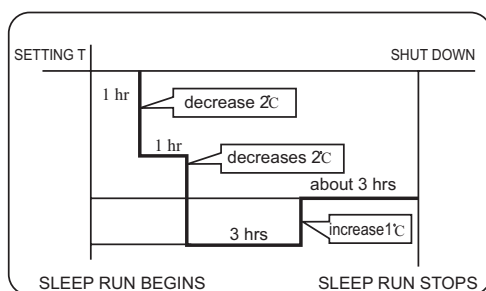 SETTING T
SHUT DOWN
1 hr
decrease 2℃
1 hr
decreases 2℃
about 3 hrs
3 hrs
increase1℃
SLEEP RUN BEGINS
SLEEP RUN STOPS